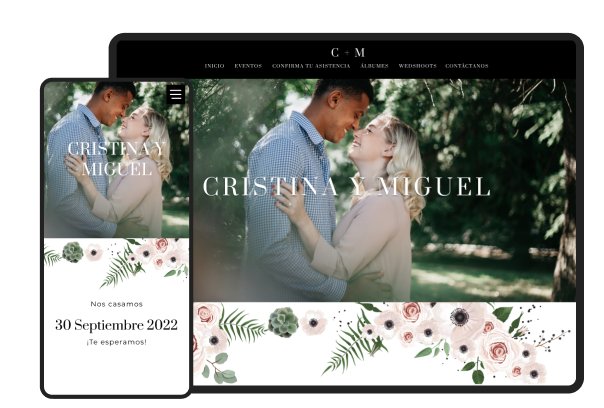 C + M
INICIO EVENTOS CONFIRMA TU ASISTENCIA ÁLBUMES WEDSHOOTS CONTÁCTANOS
CRISTINA Y MIGUEL
CRISTINA Y
MIGUEL
Nos casamos
30 Septiembre 2022
¡Te esperamos!